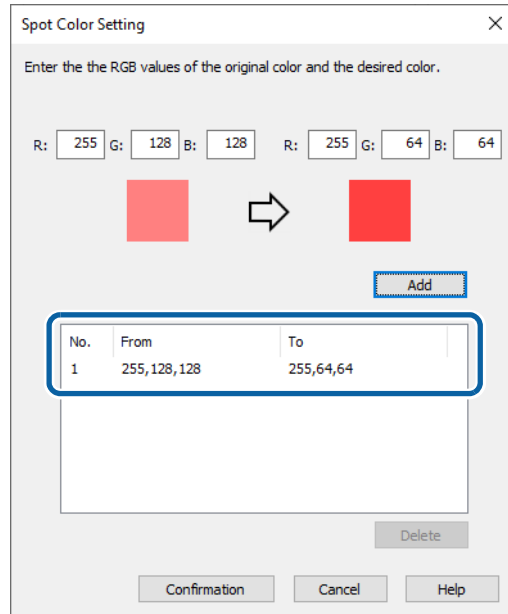 Spot Color Setting
Enter the the RGB values of the original color and the desired color.
R: 255 G: 128 B: 128 R: 255 G: 64 B: 64
Add
No. From To
1 255,128,128 255,64,64
Delete
Confirmation Cancel Help